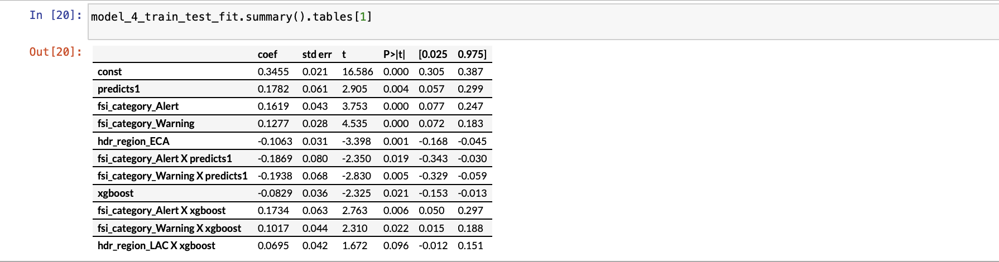 In [20]: model_4_train_test_fit.summary().tables[1]
Out[20]:
coef std err t P>|t| [0.025 0.975]
const 0.3455 0.021 16.586 0.000 0.305 0.387
predicts1 0.1782 0.061 2.905 0.004 0.057 0.299
fsi_category_Alert 0.1619 0.043 3.753 0.000 0.077 0.247
fsi_category_Warning 0.1277 0.028 4.535 0.000 0.072 0.183
hdr_region_ECA -0.1063 0.031 -3.398 0.001 -0.168 -0.045
fsi_category_Alert X predicts1 -0.1869 0.080 -2.350 0.019 -0.343 -0.030
fsi_category_Warning X predicts1 -0.1938 0.068 -2.830 0.005 -0.329 -0.059
xgboost -0.0829 0.036 -2.325 0.021 -0.153 -0.013
fsi_category_Alert X xgboost 0.1734 0.063 2.763 0.006 0.050 0.297
fsi_category_Warning X xgboost 0.1017 0.044 2.310 0.022 0.015 0.188
hdr_region_LAC X xgboost 0.0695 0.042 1.672 0.096 -0.012 0.151